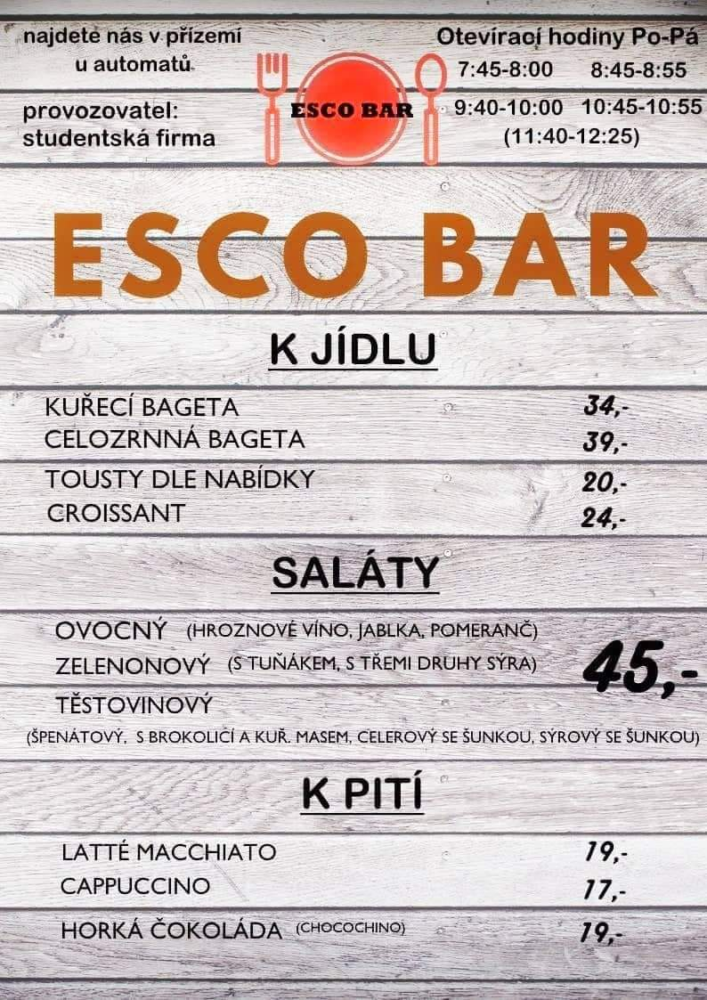 najdete nás v přízemí
u automatů
provozovatel:
studentská firma
ESCO BAR
Otevírací hodiny Po-Pá
7:45-8:00 8:45-8:55
9:40-10:00 10:45-10:55
(11:40-12:25)
ESCO BAR
K JÍDLU
KUŘECÍ BAGETA 34,-
CELOZRNNÁ BAGETA 39,-
TOUSTY DLE NABÍDKY 20,-
CROISSANT 24,-
SALÁTY
OVOCNÝ (HROZNOVÉ VÍNO, JABLKA, POMERANČ)
ZELENONOVÝ (S TUŇÁKEM, S TŘEMI DRUHY SÝRA) 45,-
TĚSTOVINOVÝ
(ŠPENÁTOVÝ, S BROKOLICÍ A KUŘ. MASEM, CELEROVÝ SE ŠUNKOU, SÝROVÝ SE ŠUNKOU)
K PITÍ
LATTÉ MACCHIATO 19,-
CAPPUCCINO 17,-
HORKÁ ČOKOLÁDA (CHOCOCHINO) 19,-